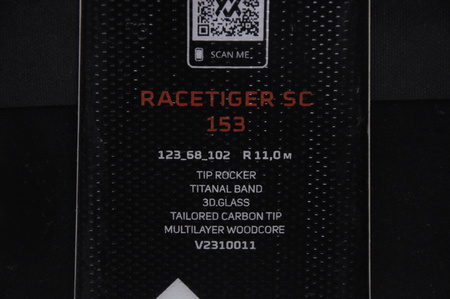 SCAN ME
RACETIGER SC
153
123_68_102 R 11,0 M
TIP ROCKER
TITANAL BAND
3D.GLASS
TAILORED CARBON TIP
MULTILAYER WOODCORE
V2310011